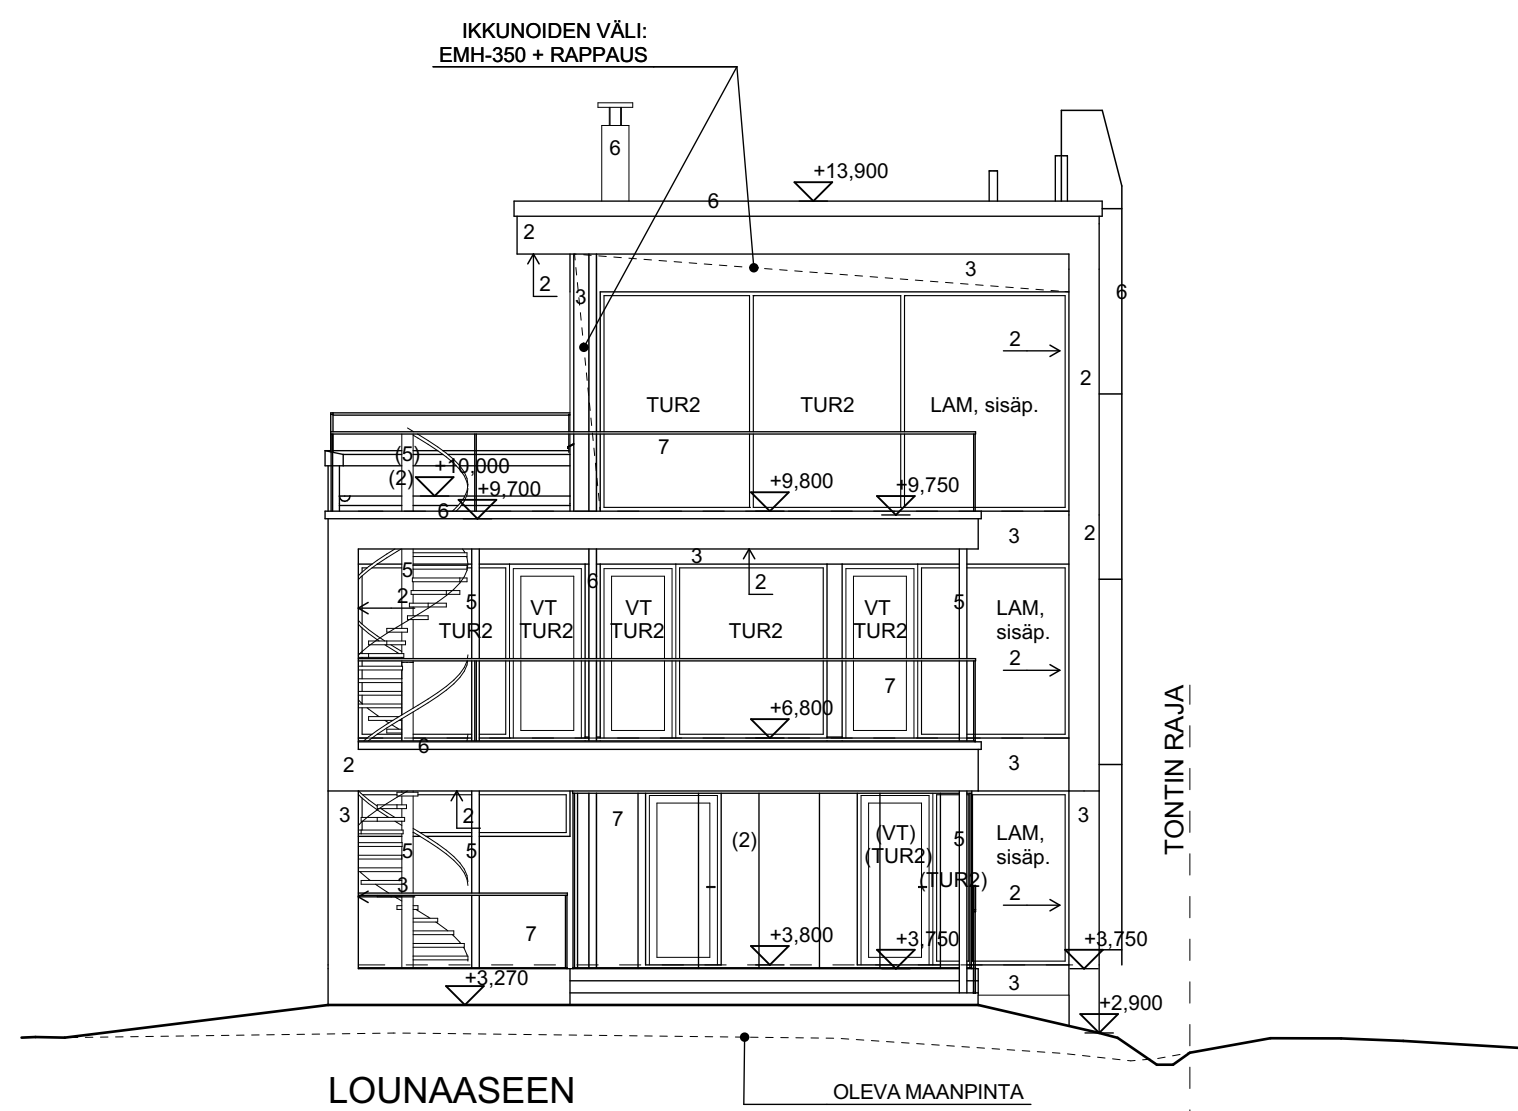 IKKUNOIDEN VÄLI:
EMH-350 + RAPPAUS
6
+13,900
6
2
2
3
3
6
2
2
TUR2
TUR2
LAM, sisäp.
7
(5)
(2)
+10,000
+9,700
+9,800
+9,750
6
3
2
3
5
6
2
2
5
5
VT
TUR2
VT
TUR2
VT
TUR2
TUR2
TUR2
LAM,
sisäp.
2
7
+6,800
6
2
3
TONTIN RAJA
3
2
7
3
(2)
(VT)
(TUR2)
(TUR2)
5
5
5
LAM,
sisäp.
3
2
7
+3,800
+3,750
+3,750
+3,270
3
+2,900
LOUNAASEEN
OLEVA MAANPINTA